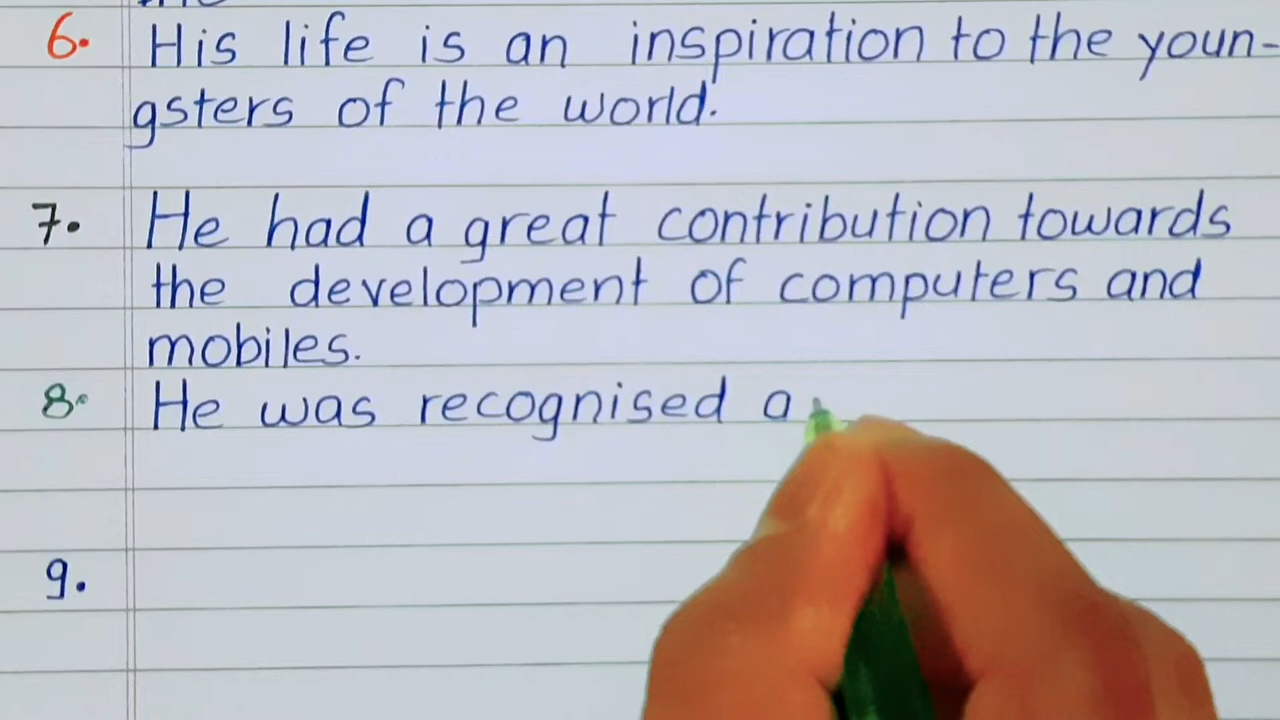 6. His life is an inspiration to the youn-
gsters of the world.
7. He had a great contribution towards
the development of computers and
mobiles.
8. He was recognised a
9.